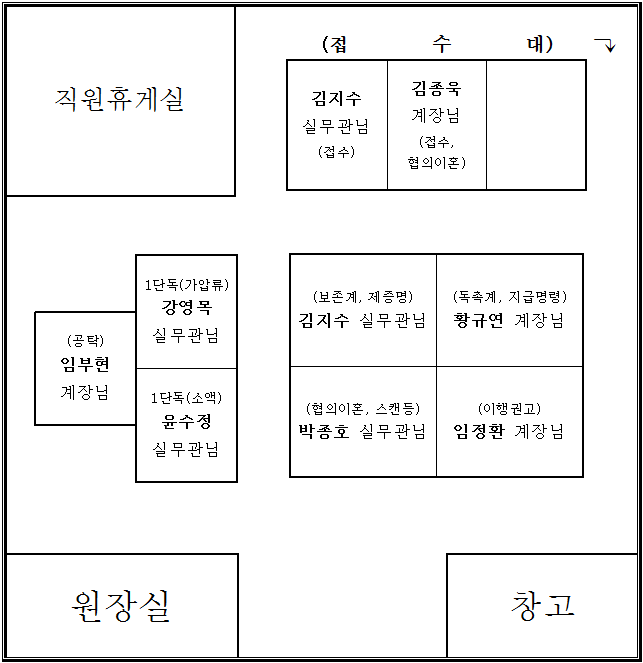 직원휴게실
(접 수 대)
김지수
실무관님
(접수)
김종욱
계장님
(접수,
협의이혼)
(공탁)
임부현
계장님
1단독(가압류)
강영목
실무관님
1단독(소액)
윤수정
실무관님
(보존계, 제증명)
김지수 실무관님
(독촉계, 지급명령)
황규연 계장님
(협의이혼, 스캔등)
박종호 실무관님
(이행권고)
임정환 계장님
원장실
창고